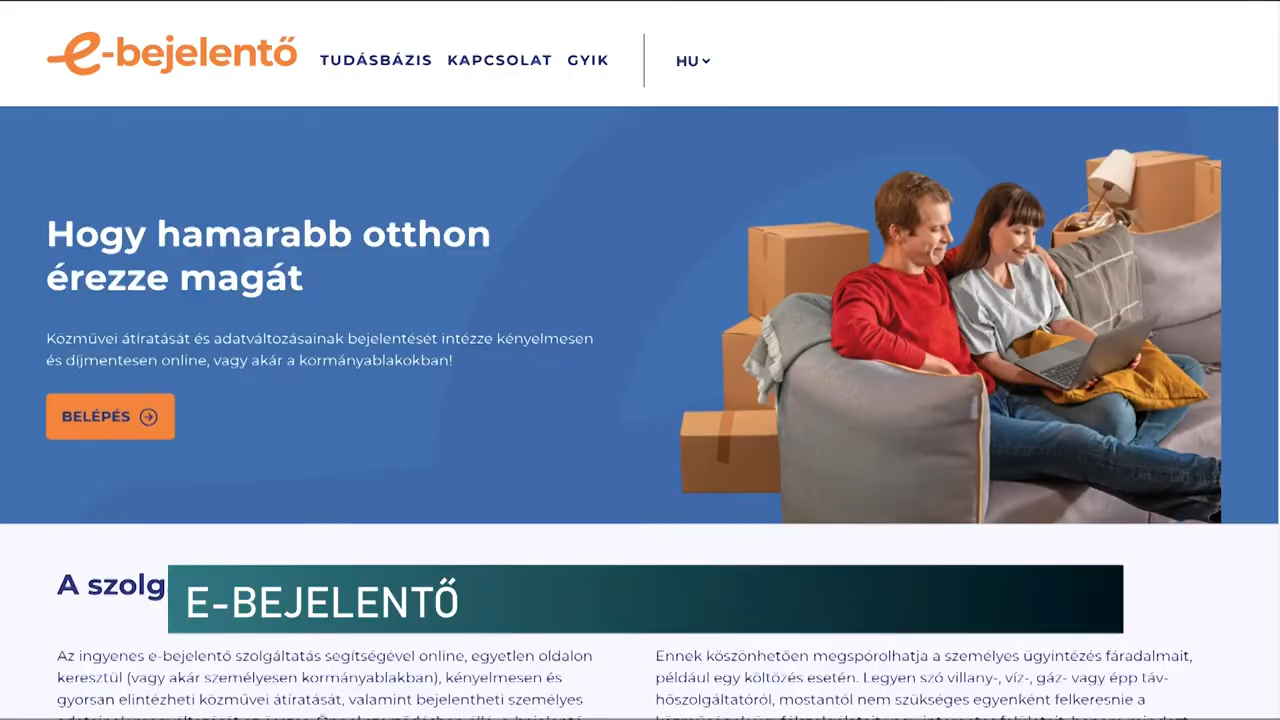 e-bejelentő
TUDÁSBÁZIS KAPCSOLAT GYIK
HU
Hogy hamarabb otthon
érezze magát
Közművei átíratását és adatváltozásainak bejelentését intézze kényelmesen
és díjmentesen online, vagy akár a kormányablakokban!
BELÉPÉS
A szolg
E-BEJELENTŐ
Az ingyenes e-bejelentő szolgáltatás segítségével online, egyetlen oldalon
keresztül (vagy akár személyesen kormányablakban), kényelmesen és
gyorsan elintézheti közművei átíratását, valamint bejelentheti személyes
Ennek köszönhetően megspórolhatja a személyes ügyintézés fáradalmait,
például egy költözés esetén. Legyen szó villany-, víz-, gáz- vagy épp táv-
hőszolgáltatóról, mostantól nem szükséges egyenként felkeresnie a